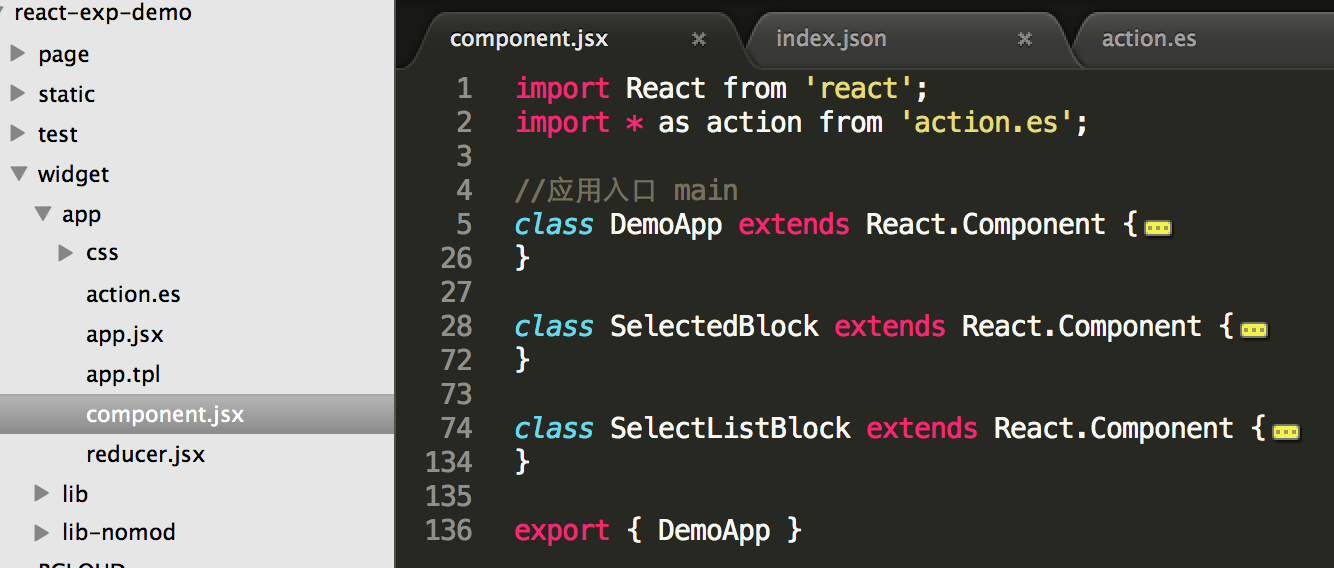 react-exp-demo
page
static
test
widget
app
css
action.es
app.jsx
app.tpl
component.jsx
reducer.jsx
lib
lib-nomod
component.jsx × index.json × action.es
1 import React from 'react';
2 import * as action from 'action.es';
3
4 //应用入口 main
5 class DemoApp extends React.Component {
26 }
27
28 class SelectedBlock extends React.Component {
72 }
73
74 class SelectListBlock extends React.Component {
134 }
135
136 export { DemoApp }